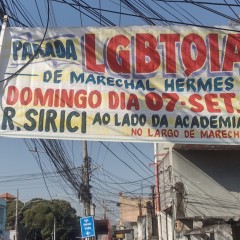 PARADA LGBTQIA
DE MARECHAL HERMES
DOMINGO DIA 07-SET.
R. SIRICI AO LADO DA ACADEMIA
NO LARGO DE MARECH